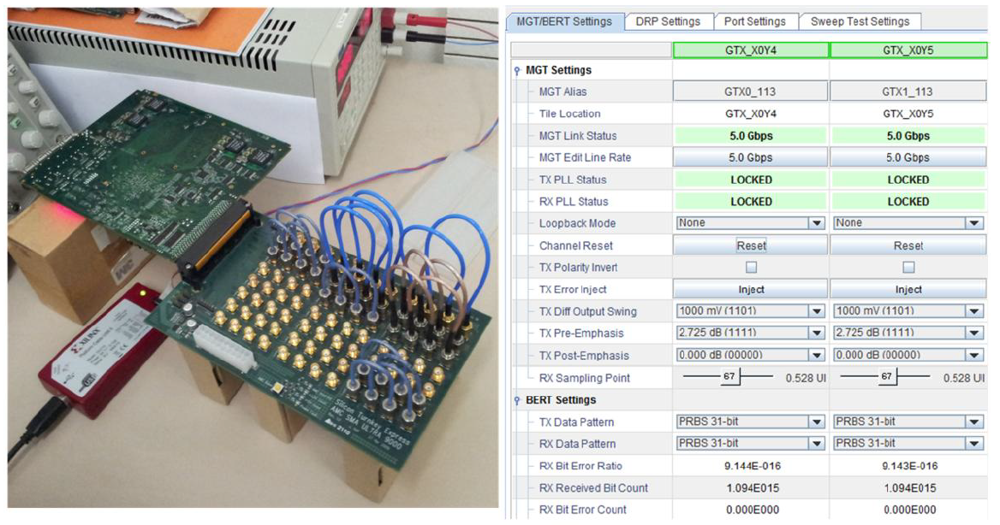 XILINX
Silicon Turnkey Express
AMC SMA ULTRA 9000
MGT/BERT Settings DRP Settings Port Settings Sweep Test Settings
GTX_X0Y4 GTX_X0Y5
MGT Settings
MGT Alias GTX0_113 GTX1_113
Tile Location GTX_X0Y4 GTX_X0Y5
MGT Link Status 5.0 Gbps 5.0 Gbps
MGT Edit Line Rate 5.0 Gbps 5.0 Gbps
TX PLL Status LOCKED LOCKED
RX PLL Status LOCKED LOCKED
Loopback Mode None None
Channel Reset Reset Reset
TX Polarity Invert
TX Error Inject Inject Inject
TX Diff Output Swing 1000 mV (1101) 1000 mV (1101)
TX Pre-Emphasis 2.725 dB (1111) 2.725 dB (1111)
TX Post-Emphasis 0.000 dB (00000) 0.000 dB (00000)
RX Sampling Point 67 0.528 UI 67 0.528 UI
BERT Settings
TX Data Pattern PRBS 31-bit PRBS 31-bit
RX Data Pattern PRBS 31-bit PRBS 31-bit
RX Bit Error Ratio 9.144E-016 9.143E-016
RX Received Bit Count 1.094E015 1.094E015
RX Bit Error Count 0.000E000 0.000E000